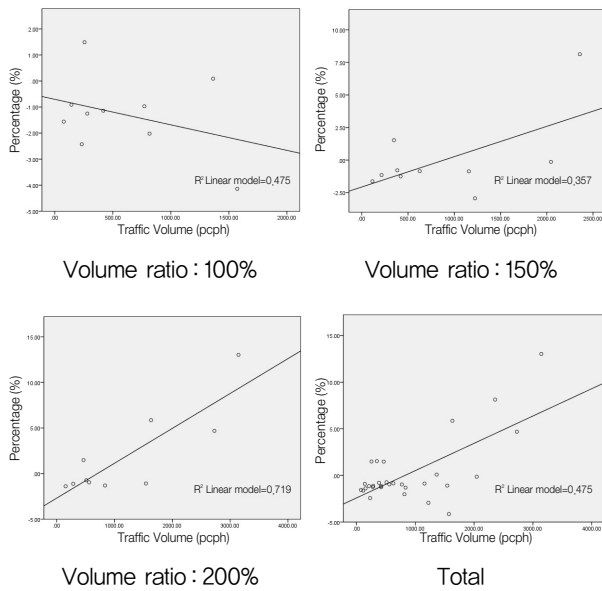 Percentage (%)
2.00
1.00
.00
-1.00
-2.00
-3.00
-4.00
-5.00
R² Linear model=0,475
.00 500.00 1000.00 1500.00 2000.00
Traffic Volume (pcph)
Volume ratio : 100%
Percentage (%)
10.00
7.50
5.00
2.50
.00
-2.50
R² Linear model=0,357
.00 500.00 1000.00 1500.00 2000.00 2500.00
Traffic Volume (pcph)
Volume ratio : 150%
Percentage (%)
15.00
10.00
5.00
.00
-5.00
R² Linear model=0,719
.00 1000.00 2000.00 3000.00 4000.00
Traffic Volume (pcph)
Volume ratio : 200%
Percentage (%)
15.00
10.00
5.00
.00
-5.00
R² Linear model=0,475
.00 1000.00 2000.00 3000.00 4000.00
Traffic Volume (pcph)
Total